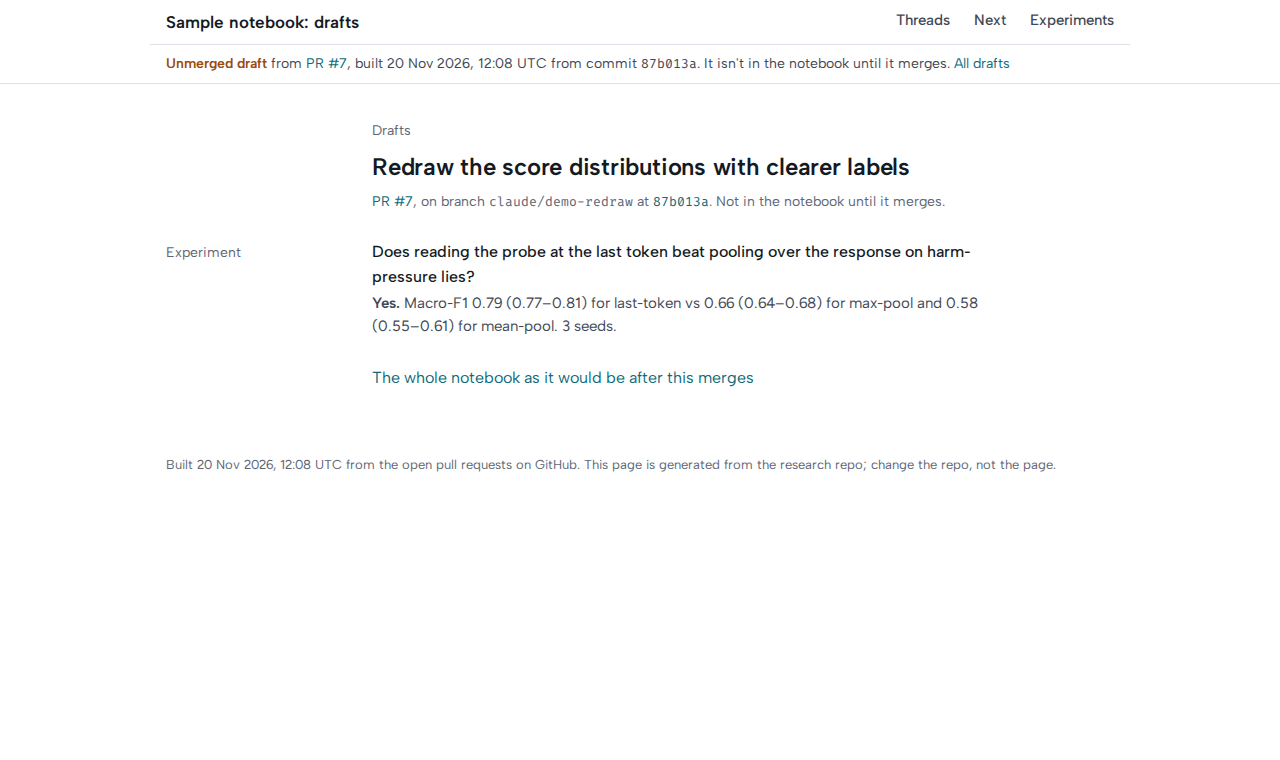 Sample notebook: drafts
Threads Next Experiments
Unmerged draft from PR #7, built 20 Nov 2026, 12:08 UTC from commit 87b013a. It isn't in the notebook until it merges. All drafts
Drafts
Redraw the score distributions with clearer labels
PR #7, on branch claude/demo-redraw at 87b013a. Not in the notebook until it merges.
Experiment
Does reading the probe at the last token beat pooling over the response on harm-
pressure lies?
Yes. Macro-F1 0.79 (0.77–0.81) for last-token vs 0.66 (0.64–0.68) for max-pool and 0.58
(0.55–0.61) for mean-pool. 3 seeds.
The whole notebook as it would be after this merges
Built 20 Nov 2026, 12:08 UTC from the open pull requests on GitHub. This page is generated from the research repo; change the repo, not the page.